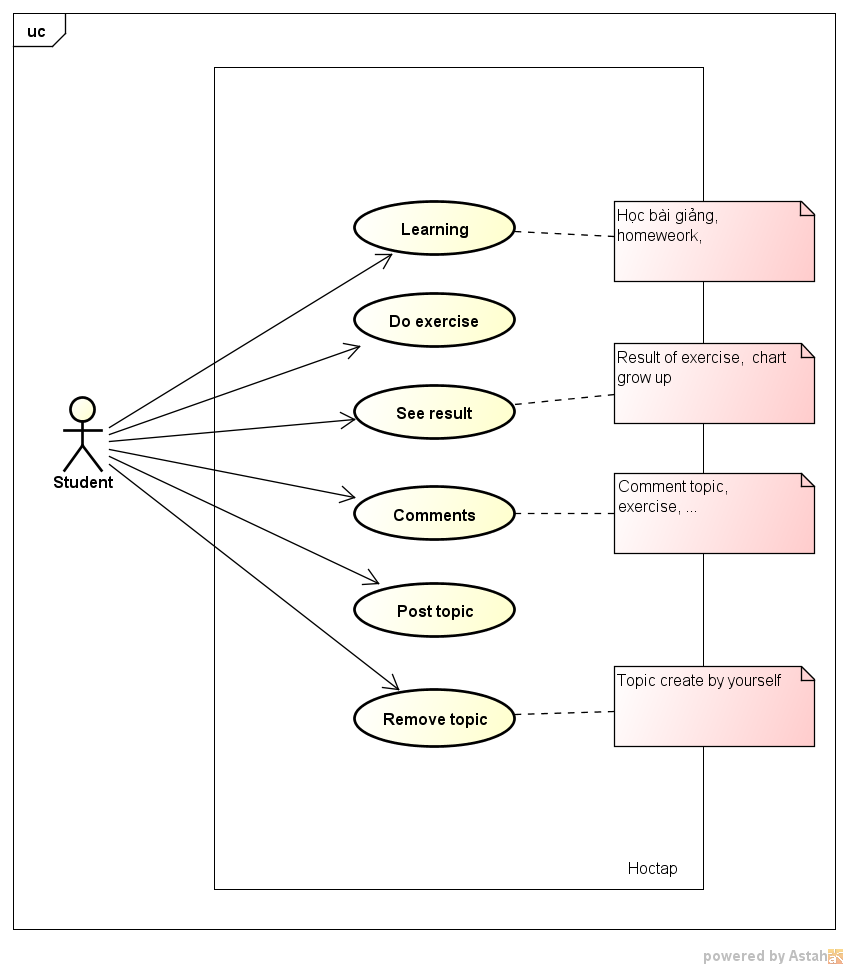 uc
Learning
Học bài giảng,
homeweork,
Do exercise
Result of exercise, chart
grow up
See result
Student
Comment topic,
exercise, ...
Comments
Post topic
Topic create by yourself
Remove topic
Hoctap
powered by Astah